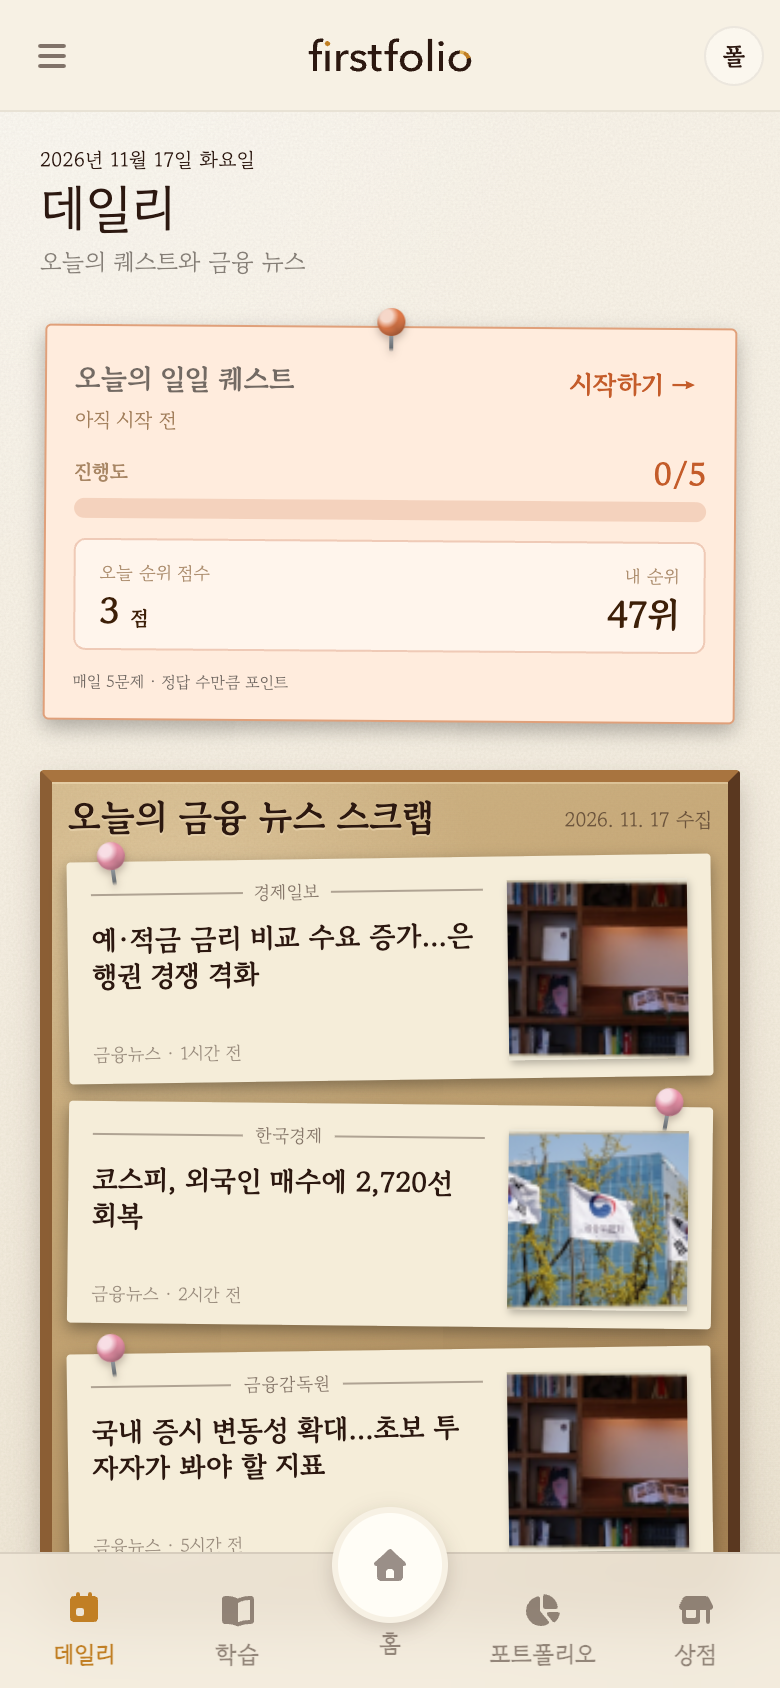 firstfolio
폴
2026년 11월 17일 화요일
데일리
오늘의 퀘스트와 금융 뉴스
오늘의 일일 퀘스트
시작하기 →
아직 시작 전
진행도
0/5
오늘 순위 점수
내 순위
3 점
47위
매일 5문제 · 정답 수만큼 포인트
오늘의 금융 뉴스 스크랩
2026. 11. 17 수집
경제일보
예·적금 금리 비교 수요 증가…은
행권 경쟁 격화
금융뉴스 · 1시간 전
한국경제
코스피, 외국인 매수에 2,720선
회복
금융뉴스 · 2시간 전
금융감독원
국내 증시 변동성 확대…초보 투
자자가 봐야 할 지표
금융뉴스 · 5시간 전
데일리
학습
홈
포트폴리오
상점